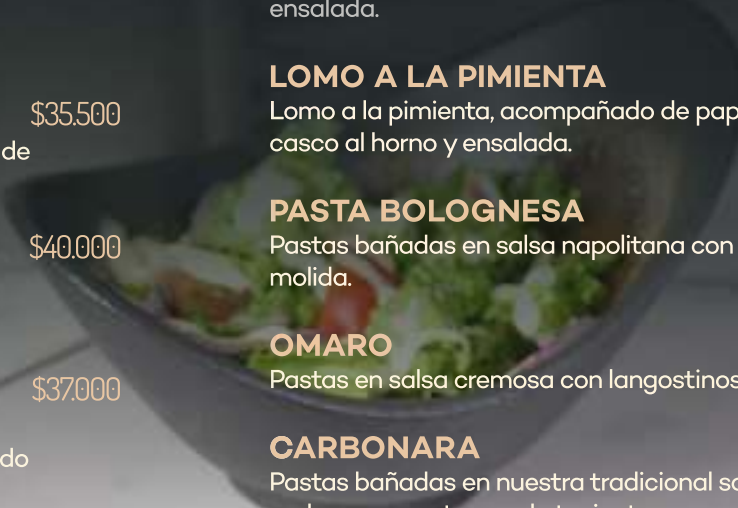 $35.500
de
$40.000
$37.000
do
ensalada.
LOMO A LA PIMIENTA
Lomo a la pimienta, acompañado de pap
casco al horno y ensalada.
PASTA BOLOGNESA
Pastas bañadas en salsa napolitana con
molida.
OMARO
Pastas en salsa cremosa con langostinos
CARBONARA
Pastas bañadas en nuestra tradicional sa